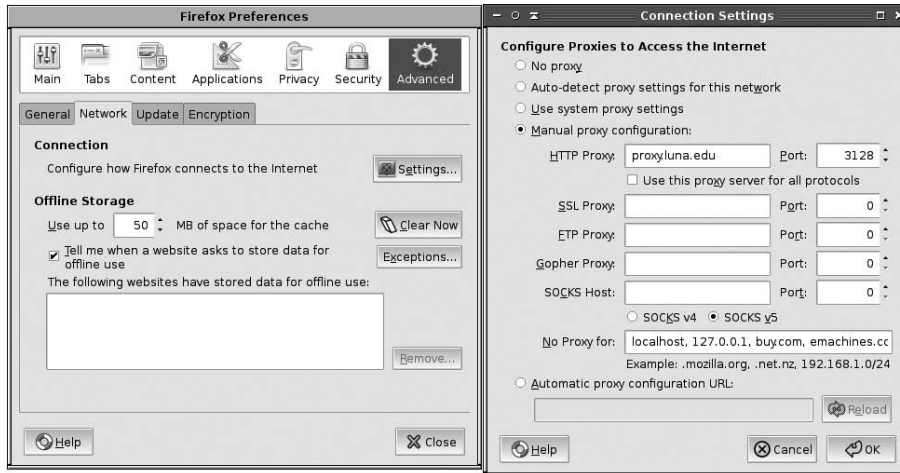 Firefox Preferences
Main Tabs Content Applications Privacy Security Advanced
General Network Update Encryption
Connection
Configure how Firefox connects to the Internet
Settings...
Offline Storage
Use up to 50 MB of space for the cache
Clear Now
Tell me when a website asks to store data for
offline use
Exceptions...
The following websites have stored data for offline use:
Remove...
Help
Close
Connection Settings
Configure Proxies to Access the Internet
No proxy
Auto-detect proxy settings for this network
Use system proxy settings
Manual proxy configuration:
HTTP Proxy: proxy.luna.edu Port: 3128
Use this proxy server for all protocols
SSL Proxy: Port: 0
FTP Proxy: Port: 0
Gopher Proxy: Port: 0
SOCKS Host: Port: 0
SOCKS v4 SOCKS v5
No Proxy for: localhost, 127.0.0.1, buy.com, emachines.cc
Example: .mozilla.org, .net.nz, 192.168.1.0/24
Automatic proxy configuration URL:
Reload
Help
Cancel
OK